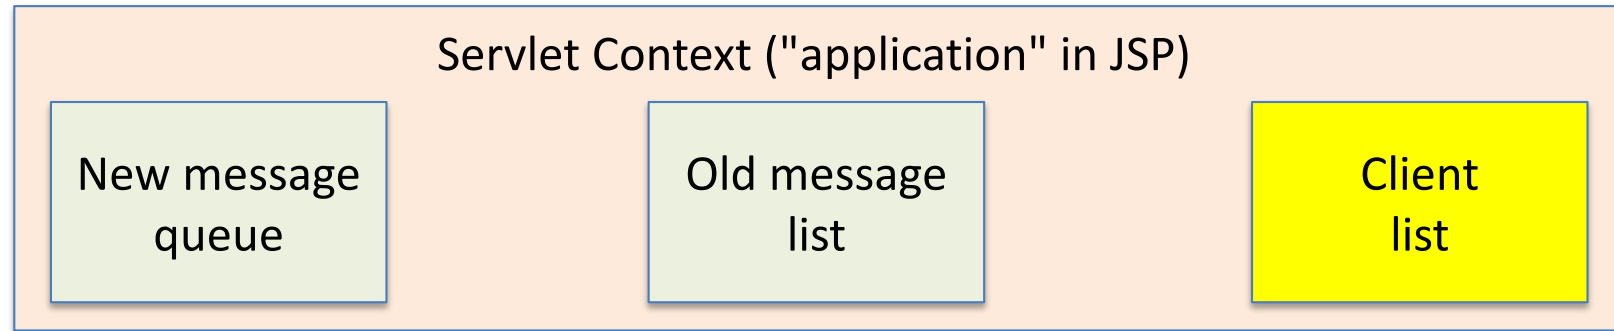 Servlet Context ("application" in JSP)
New message
queue
Old message
list
Client
list